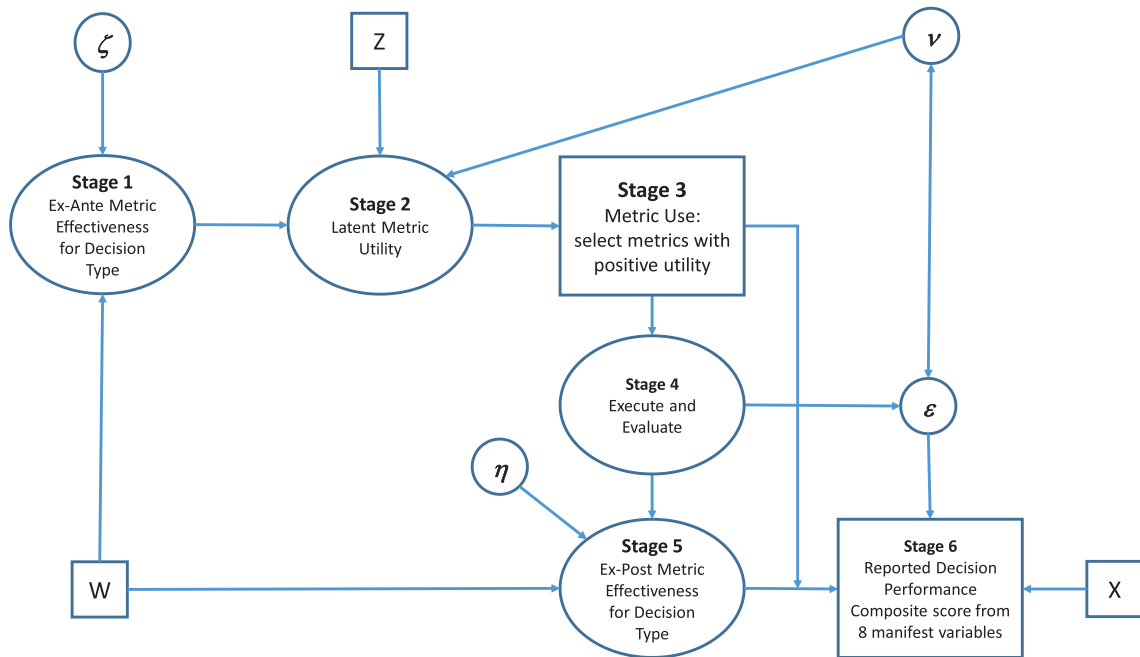 ζ
Z
ν
Stage 1
Ex-Ante Metric
Effectiveness
for Decision
Type
Stage 2
Latent Metric
Utility
Stage 3
Metric Use:
select metrics with
positive utility
Stage 4
Execute and
Evaluate
ε
η
W
Stage 5
Ex-Post Metric
Effectiveness
for Decision
Type
Stage 6
Reported Decision
Performance
Composite score from
8 manifest variables
X